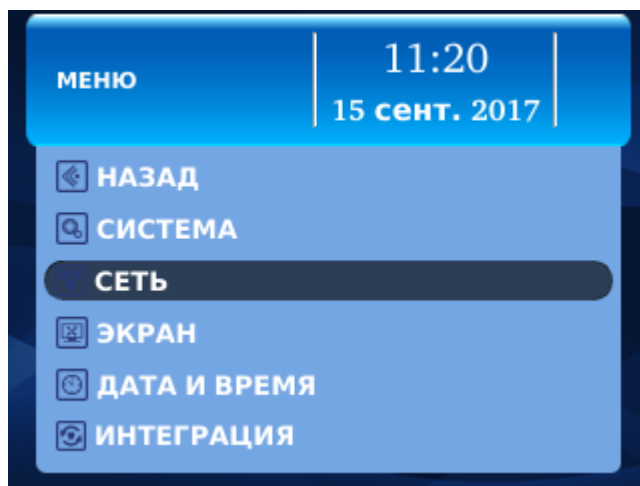 МЕНЮ
11:20
15 сент. 2017
НАЗАД
СИСТЕМА
СЕТЬ
ЭКРАН
ДАТА И ВРЕМЯ
ИНТЕГРАЦИЯ